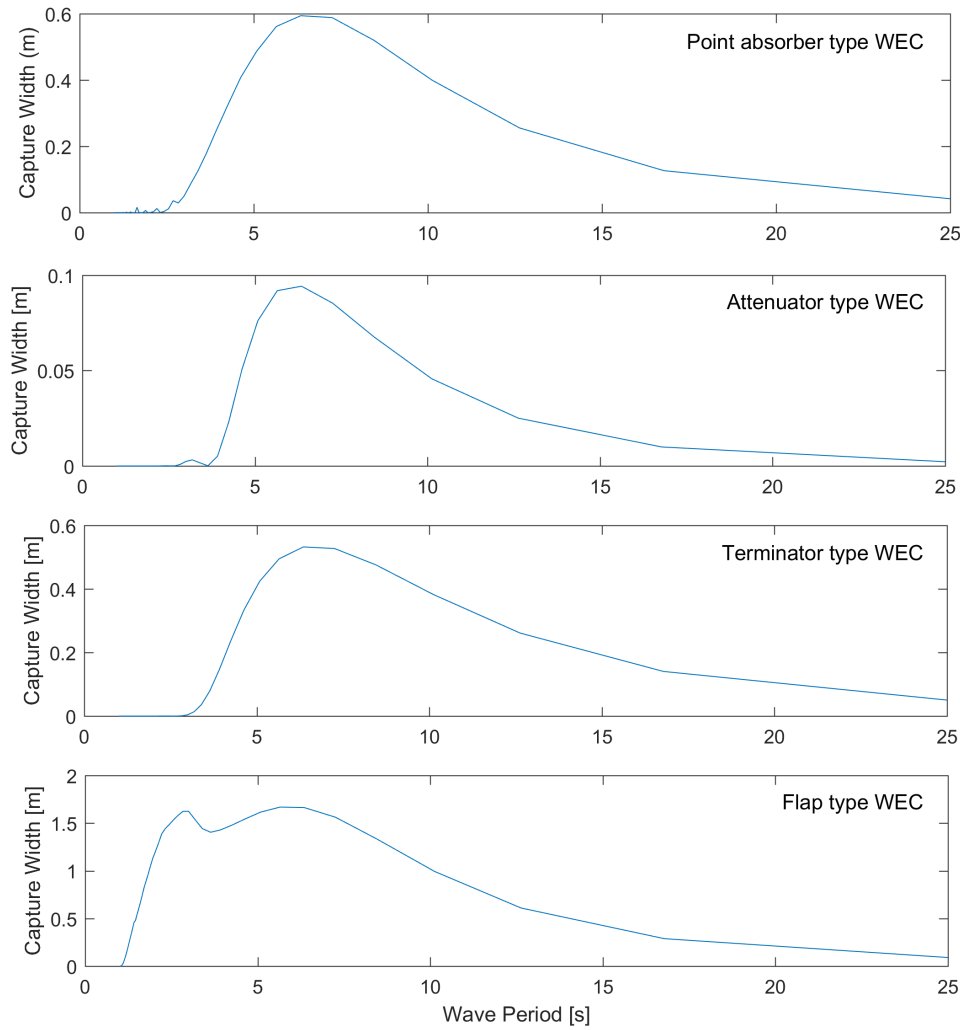 0.6
0.4
0.2
0
Capture Width (m)
Point absorber type WEC
0 5 10 15 20 25
0.1
0.05
0
Capture Width [m]
Attenuator type WEC
0 5 10 15 20 25
0.6
0.4
0.2
0
Capture Width [m]
Terminator type WEC
0 5 10 15 20 25
2
1.5
1
0.5
0
Capture Width [m]
Flap type WEC
0 5 10 15 20 25
Wave Period [s]